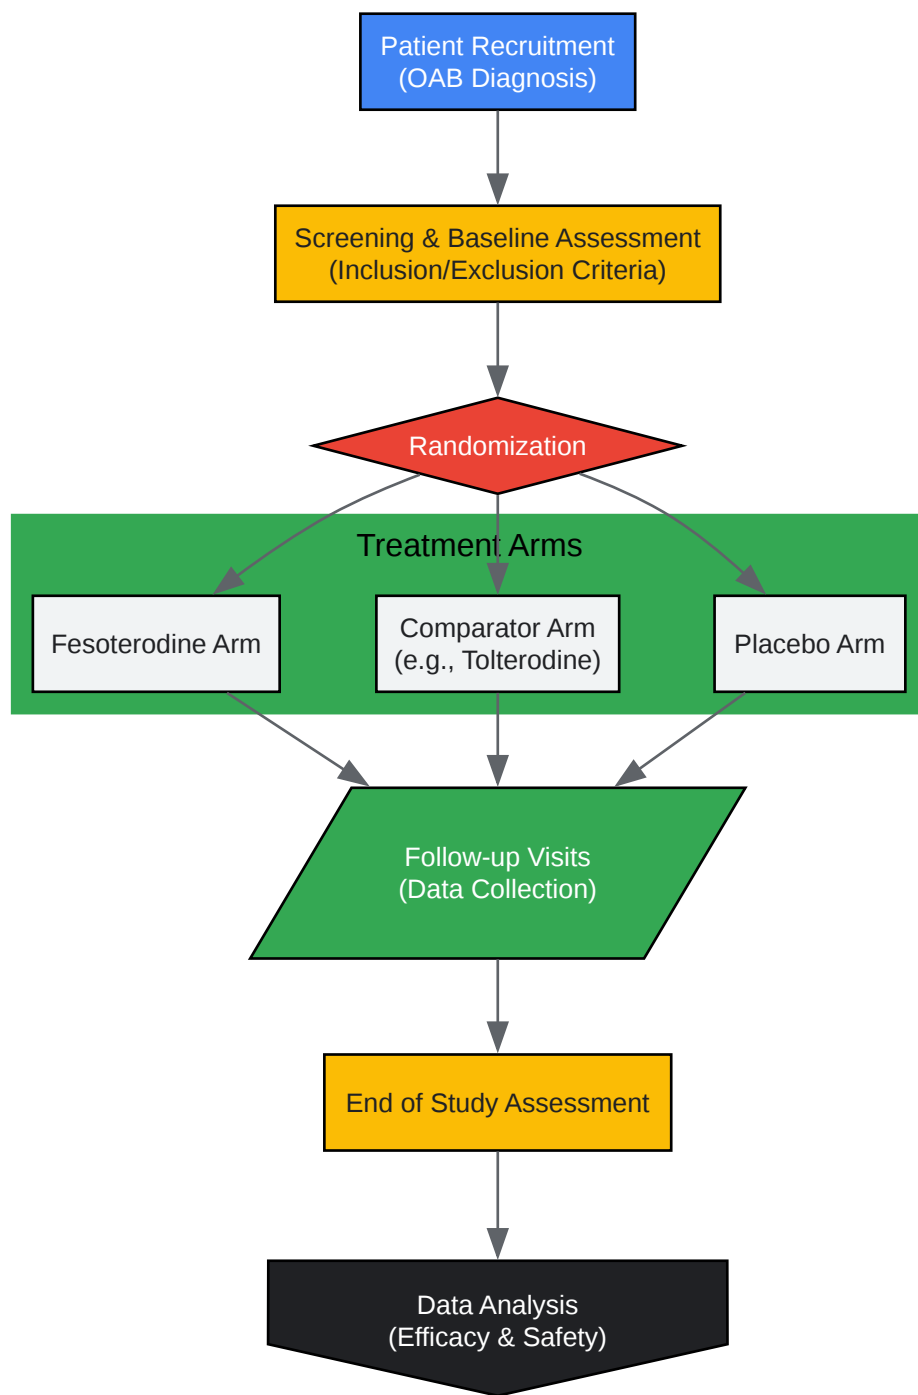 Patient Recruitment
(OAB Diagnosis)
Screening & Baseline Assessment
(Inclusion/Exclusion Criteria)
Randomization
Treatment Arms
Fesoterodine Arm
Comparator Arm
(e.g., Tolterodine)
Placebo Arm
Follow-up Visits
(Data Collection)
End of Study Assessment
Data Analysis
(Efficacy & Safety)